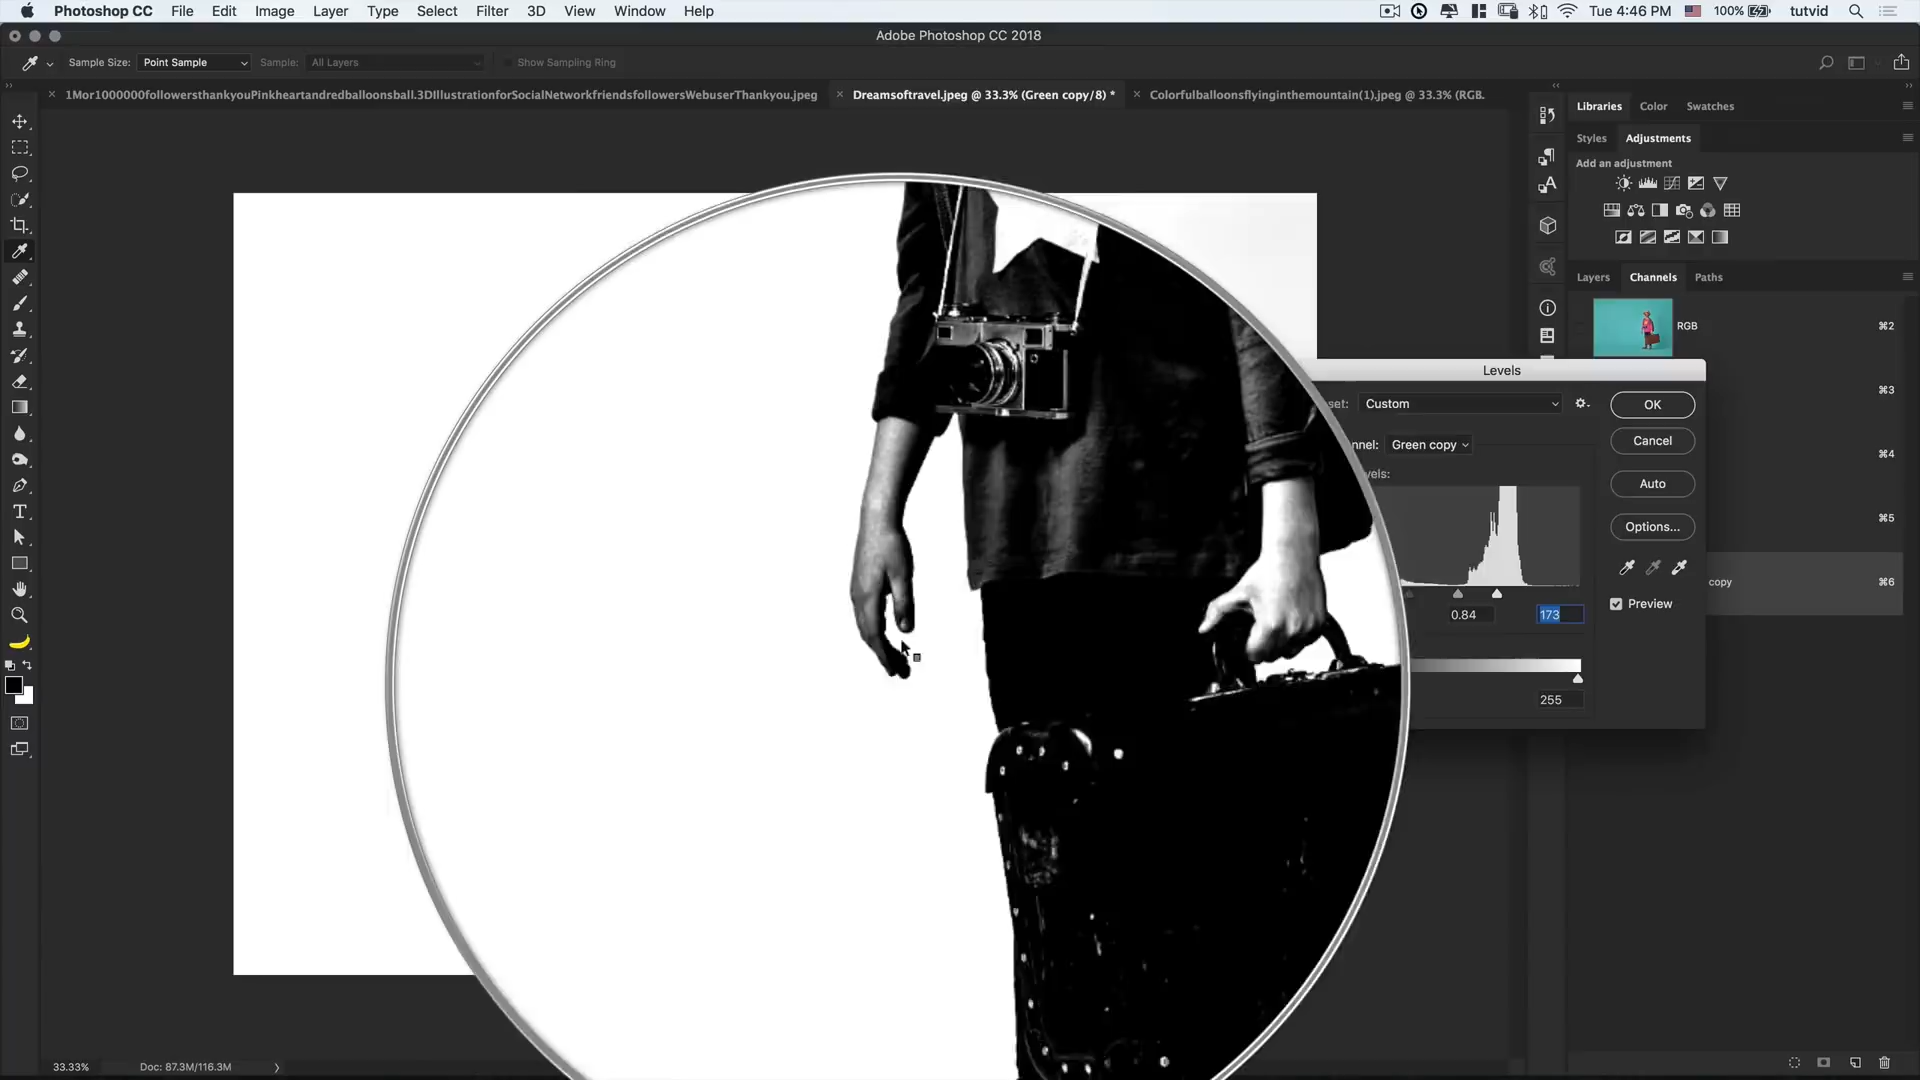 Photoshop CC File Edit Image Layer Type Select Filter 3D View Window Help Tue 4:46 PM 100% tutvid
Adobe Photoshop CC 2018
Sample Size: Point Sample Sample: All Layers Show Sampling Ring
1Mor1000000followersthankyouPinkheartandredballoonsball.3DIllustrationforSocialNetworkfriendsfollowersWebuserThankyou.jpeg
Dreamsoftravel.jpeg @ 33.3% (Green copy/8) *
Colorfulballoonsflyinginthemountain(1).jpeg @ 33.3% (RGB.
Libraries Color Swatches
Styles Adjustments
Add an adjustment
Layers Channels Paths
RGB ⌘2
⌘3
⌘4
⌘5
copy ⌘6
Levels
set: Custom
OK
Cancel
nnel: Green copy
vels:
Auto
Options...
Preview
0.84 173
255
33.33% Doc: 87.3M/116.3M